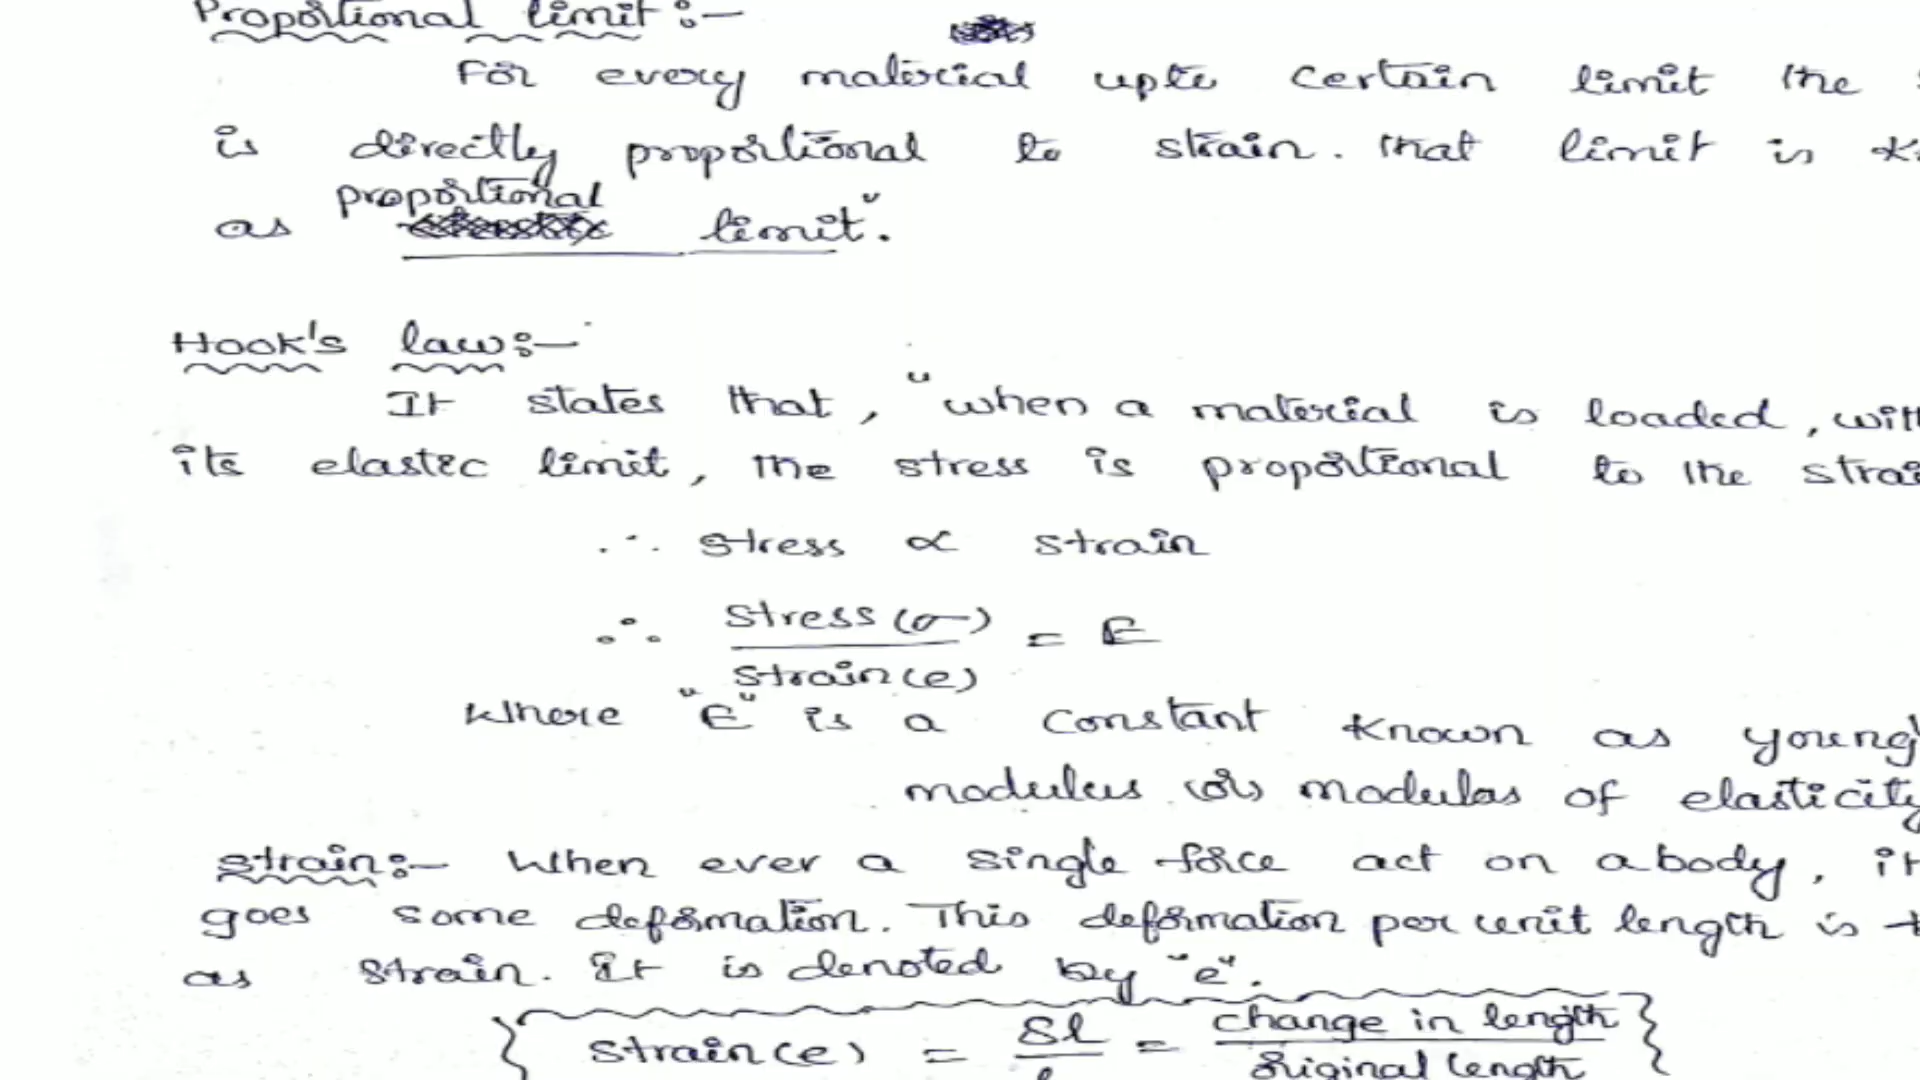 Proportional limit :-
For every material upto certain limit the
is directly proportional to strain. that limit is
proportional
as limit".
Hook's law:-
It states that, "when a material is loaded, with
its elastic limit, the stress is proportional to the strai
∴ stress ∝ strain
∴ Stress (σ) / Strain (e) = E
Where "E" is a constant known as young'
modulus (or) modulas of elasticity
Strain:- When ever a single force act on a body, it
goes some deformation. This deformation per unit length is
as strain. It is denoted by "e".
Strain (e) = δl / l = change in length / original length